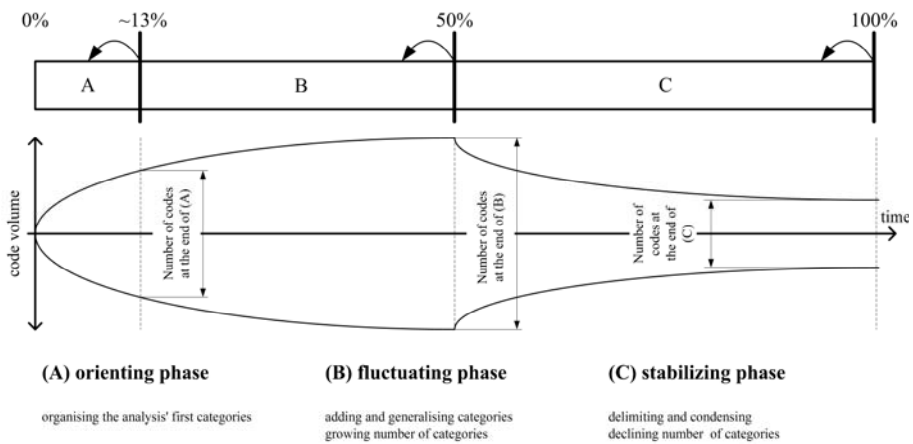 0% ~13% 50% 100%
A B C
code volume
Number of codes
at the end of (A)
Number of codes
at the end of (B)
Number of
codes at
the end of
(C)
time
(A) orienting phase (B) fluctuating phase (C) stabilizing phase
organising the analysis' first categories adding and generalising categories delimiting and condensing
growing number of categories declining number of categories